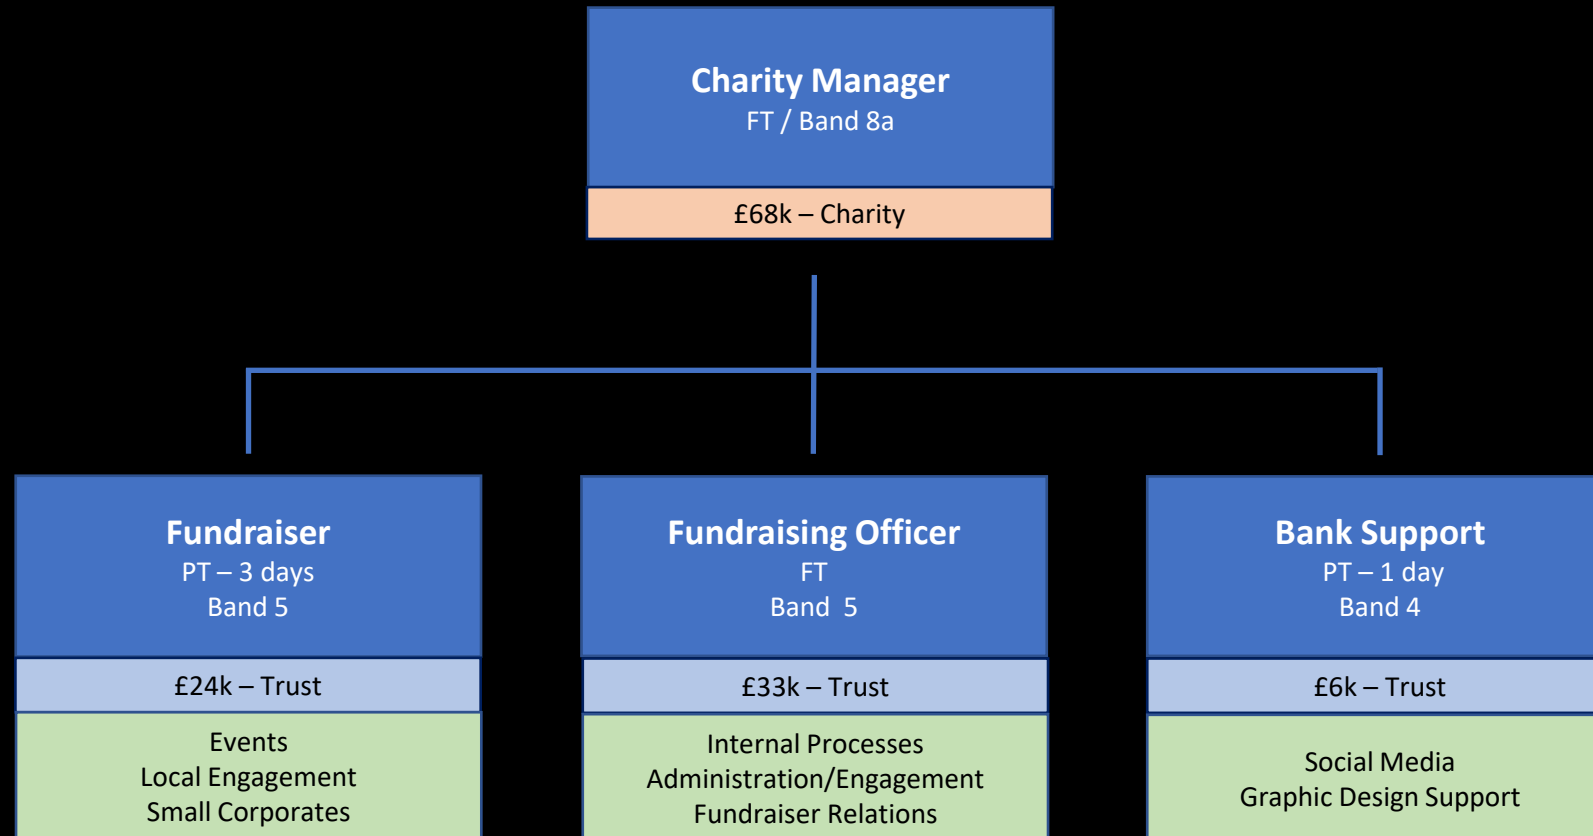 Charity Manager
FT / Band 8a
£68k – Charity
Fundraiser
PT – 3 days
Band 5
£24k – Trust
Events
Local Engagement
Small Corporates
Fundraising Officer
FT
Band  5
£33k – Trust
Internal Processes
Administration/Engagement
Fundraiser Relations
Bank Support
PT – 1 day
Band 4
£6k – Trust
Social Media
Graphic Design Support